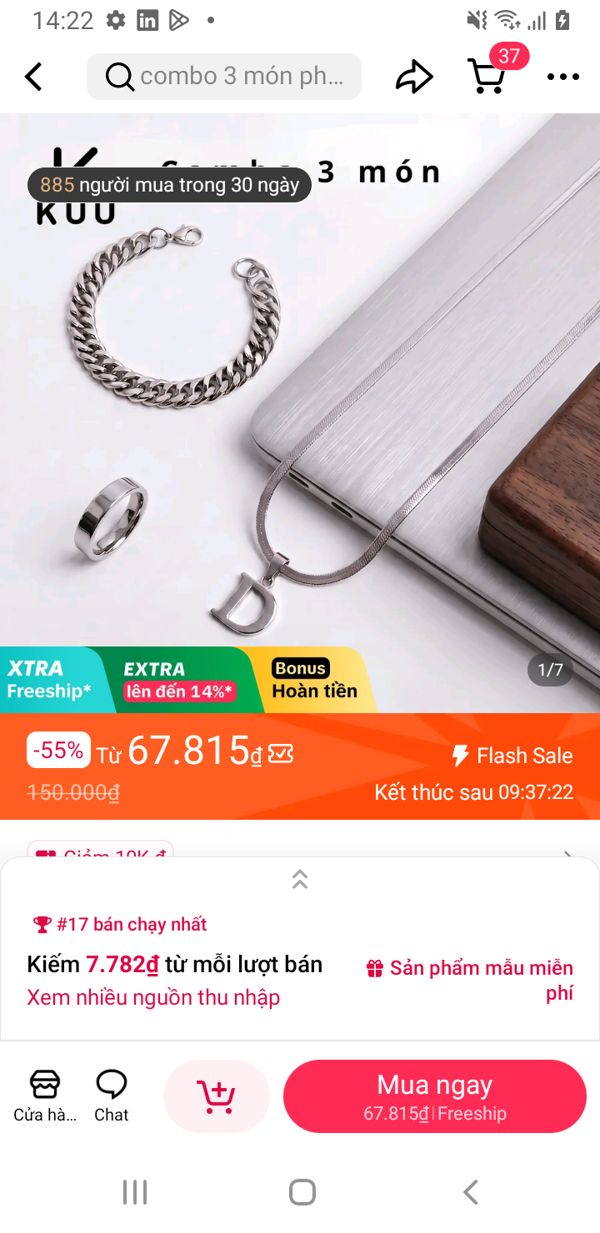 14:22
combo 3 món ph...
37
Combo 3 món
885 người mua trong 30 ngày
KUU
XTRA
Freeship*
EXTRA
lên đến 14%*
Bonus
Hoàn tiền
1/7
-55% Từ 67.815₫
Flash Sale
150.000₫
Kết thúc sau 09:37:22
Giảm 10K ₫
#17 bán chạy nhất
Kiếm 7.782₫ từ mỗi lượt bán
Xem nhiều nguồn thu nhập
Sản phẩm mẫu miễn
phí
Cửa hà...
Chat
Mua ngay
67.815₫ | Freeship